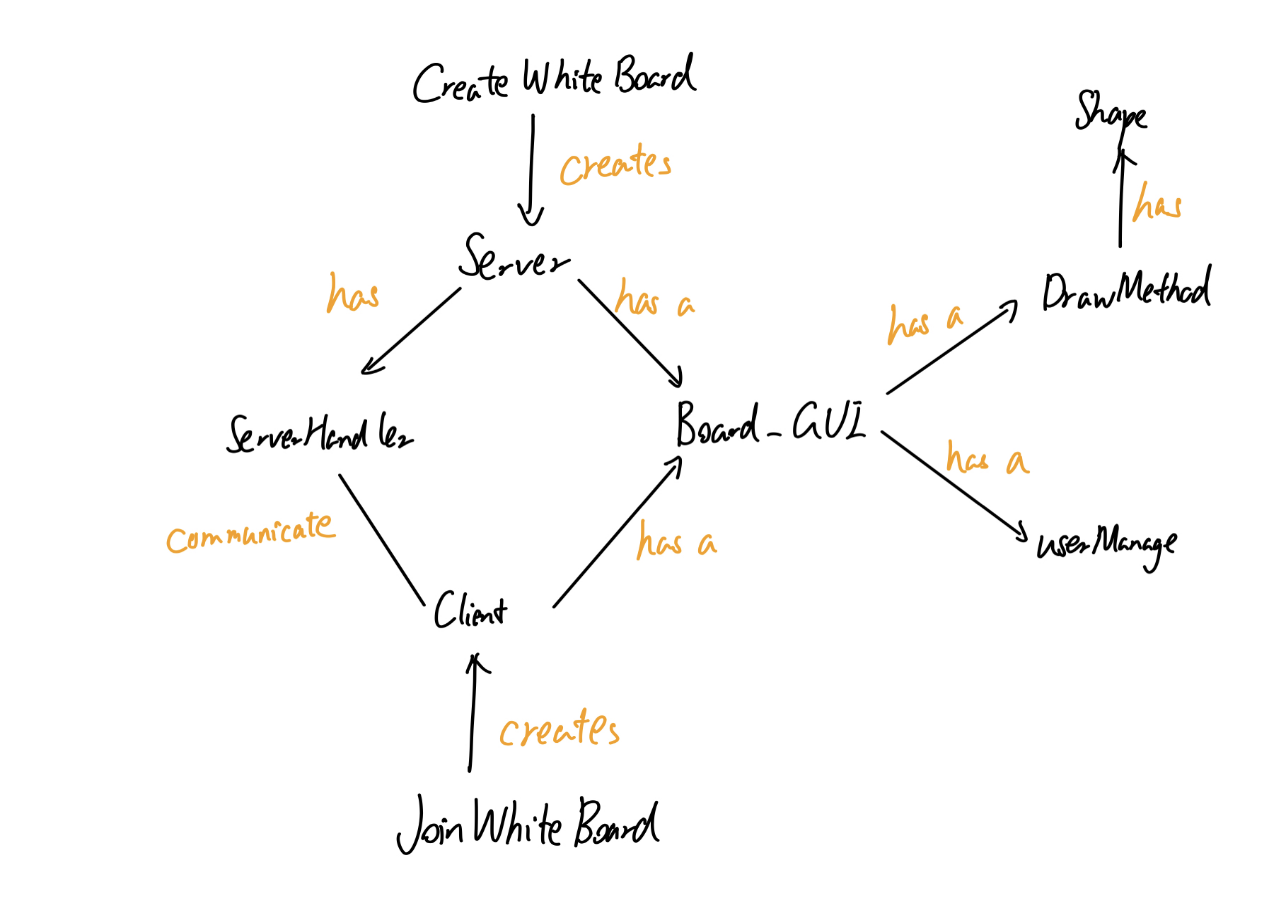 Create White Board
Shape
creates
has
Server
has
has a
DrawMethod
has a
ServerHandler
Board_GUI
has a
communicate
has a
userManage
Client
creates
Join White Board